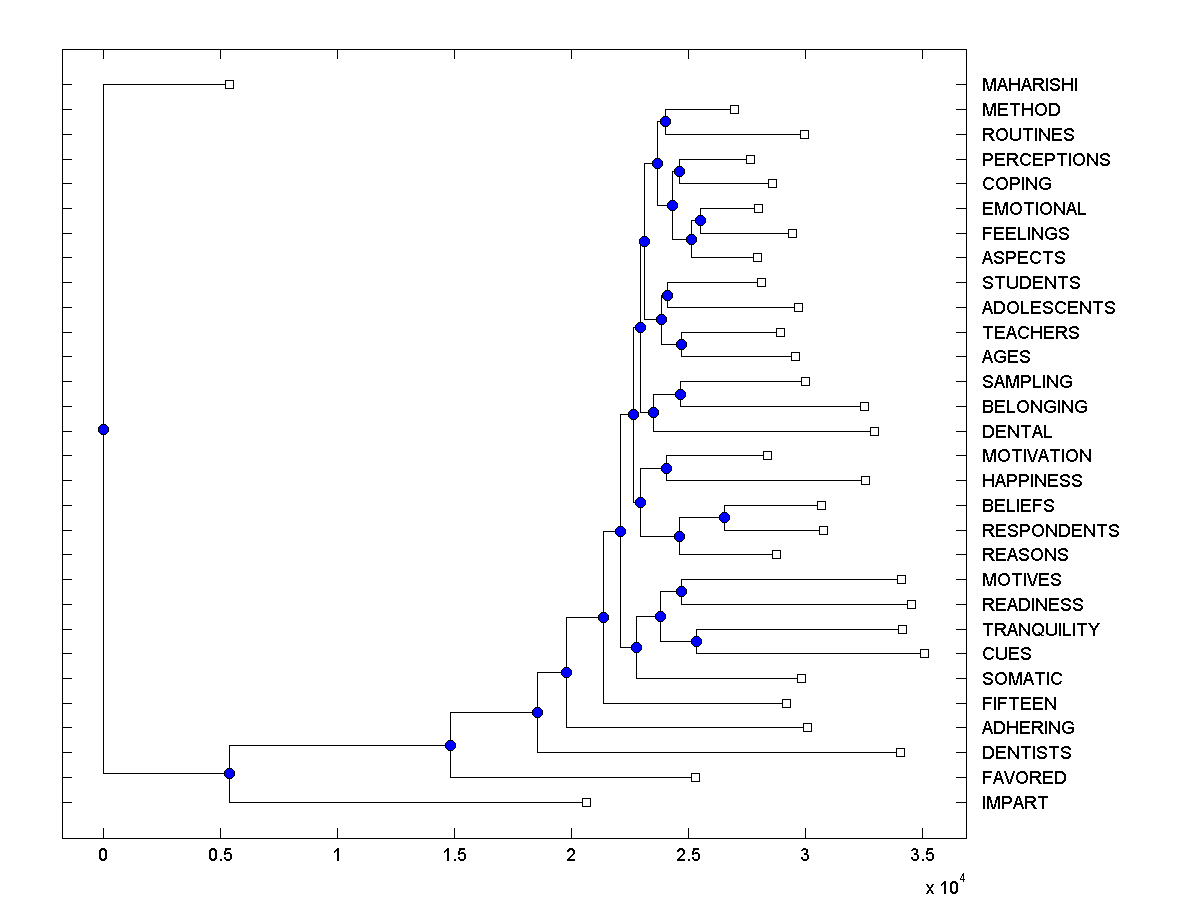 MAHARISHI
METHOD
ROUTINES
PERCEPTIONS
COPING
EMOTIONAL
FEELINGS
ASPECTS
STUDENTS
ADOLESCENTS
TEACHERS
AGES
SAMPLING
BELONGING
DENTAL
MOTIVATION
HAPPINESS
BELIEFS
RESPONDENTS
REASONS
MOTIVES
READINESS
TRANQUILITY
CUES
SOMATIC
FIFTEEN
ADHERING
DENTISTS
FAVORED
IMPART
0 0.5 1 1.5 2 2.5 3 3.5
x 10^4